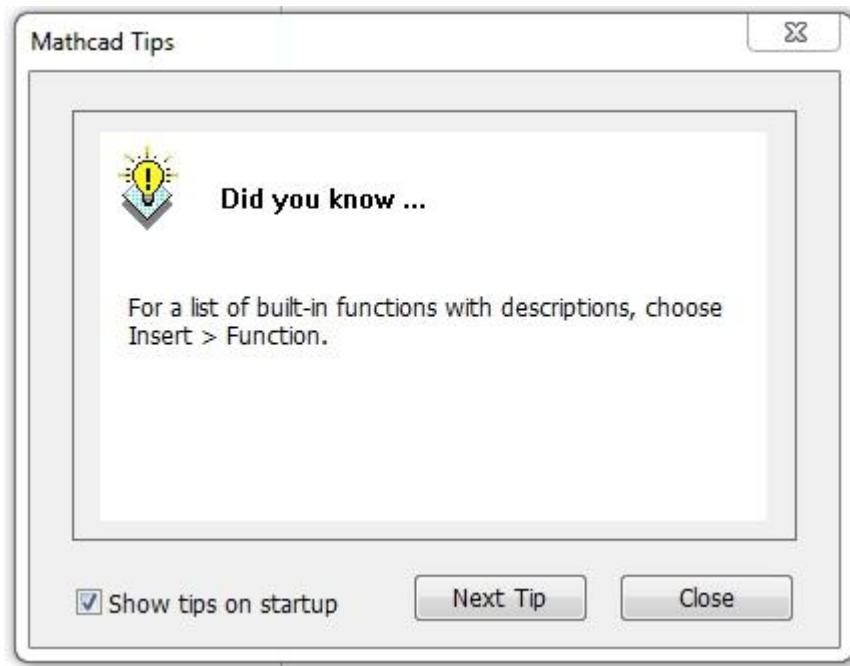 Mathcad Tips
Did you know ...
For a list of built-in functions with descriptions, choose
Insert > Function.
Show tips on startup
Next Tip
Close